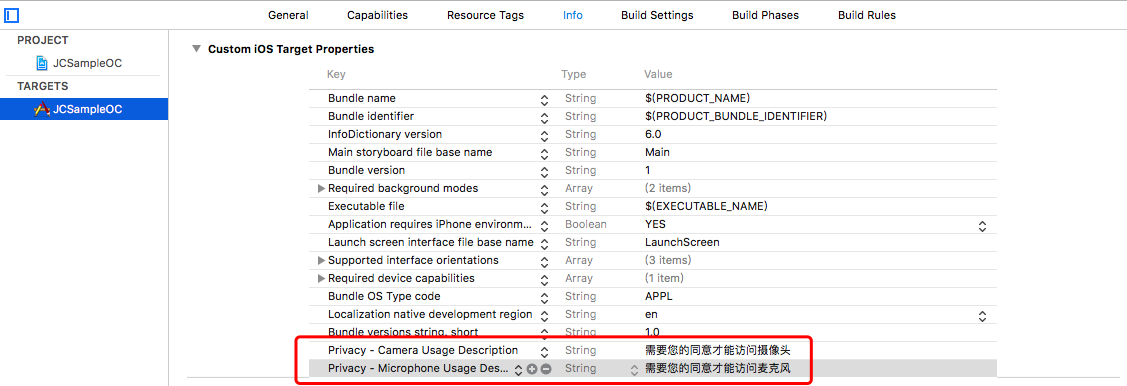 General Capabilities Resource Tags Info Build Settings Build Phases Build Rules
PROJECT
JCSampleOC
TARGETS
JCSampleOC
Custom iOS Target Properties
Key Type Value
Bundle name String $(PRODUCT_NAME)
Bundle identifier String $(PRODUCT_BUNDLE_IDENTIFIER)
InfoDictionary version String 6.0
Main storyboard file base name String Main
Bundle version String 1
Required background modes Array (2 items)
Executable file String $(EXECUTABLE_NAME)
Application requires iPhone environm... Boolean YES
Launch screen interface file base name String LaunchScreen
Supported interface orientations Array (3 items)
Required device capabilities Array (1 item)
Bundle OS Type code String APPL
Localization native development region String en
Bundle versions string, short String 1.0
Privacy - Camera Usage Description String 需要您的同意才能访问摄像头
Privacy - Microphone Usage Des... String 需要您的同意才能访问麦克风